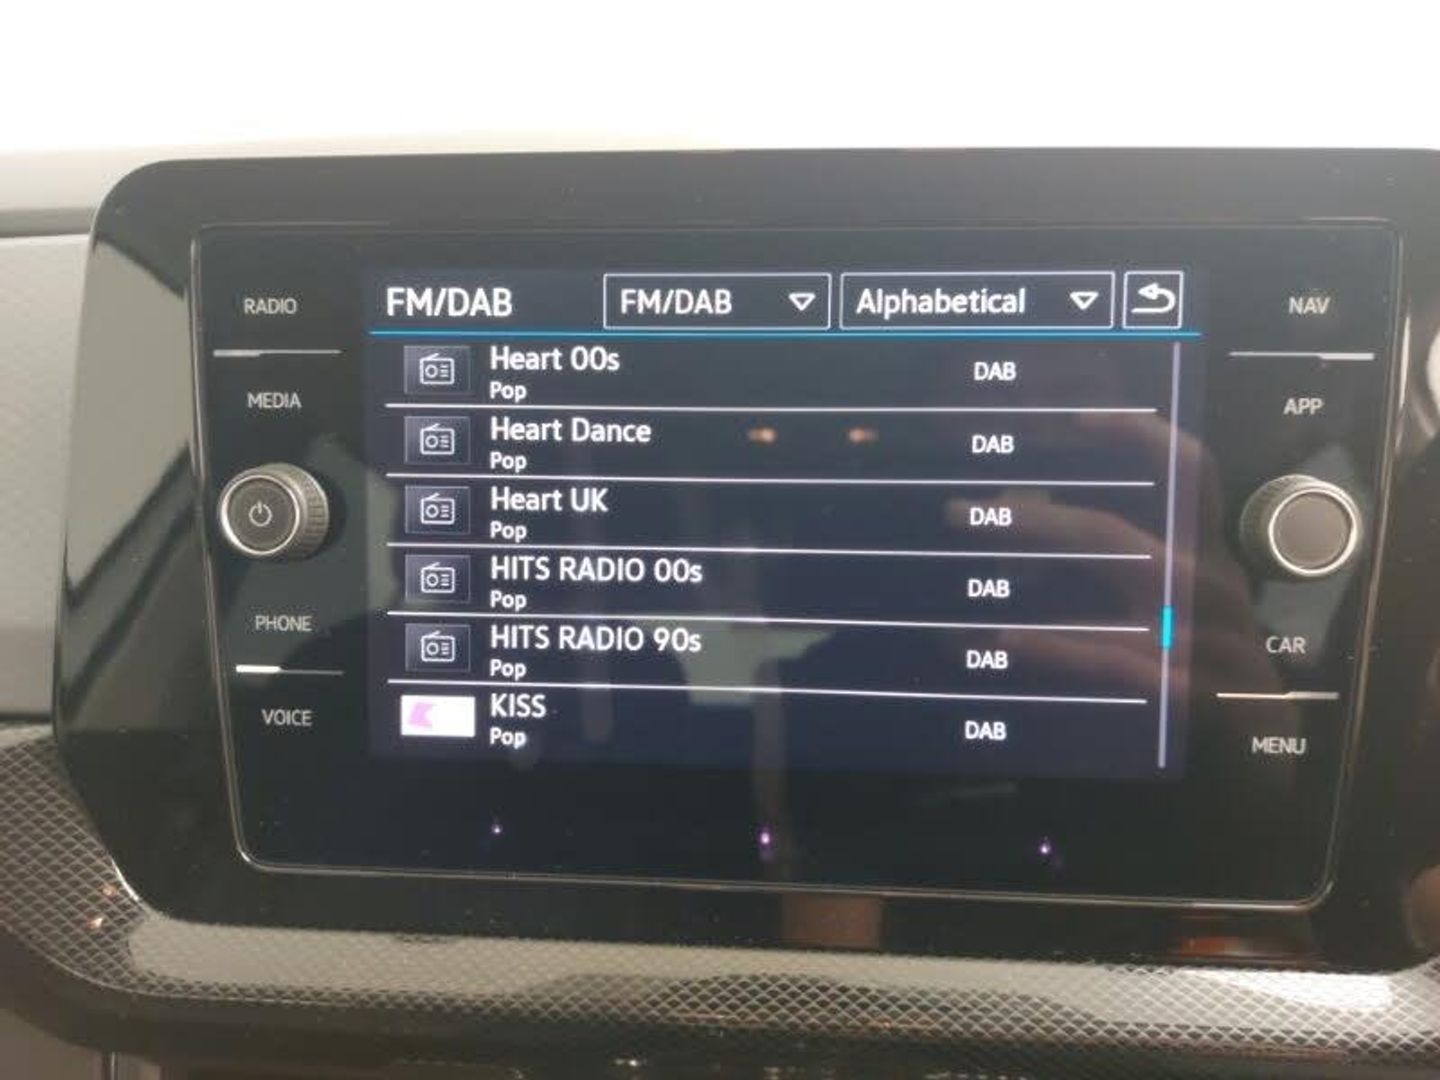 RADIO
MEDIA
PHONE
VOICE
FM/DAB
FM/DAB
Alphabetical
Heart 00s
Pop
DAB
Heart Dance
Pop
DAB
Heart UK
Pop
DAB
HITS RADIO 00s
Pop
DAB
HITS RADIO 90s
Pop
DAB
KISS
Pop
DAB
NAV
APP
CAR
MENU